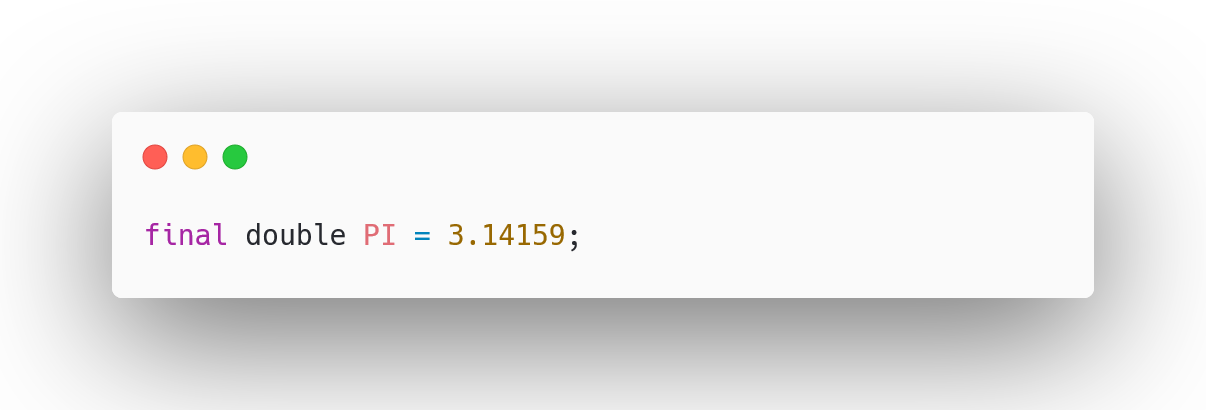 final double PI = 3.14159;